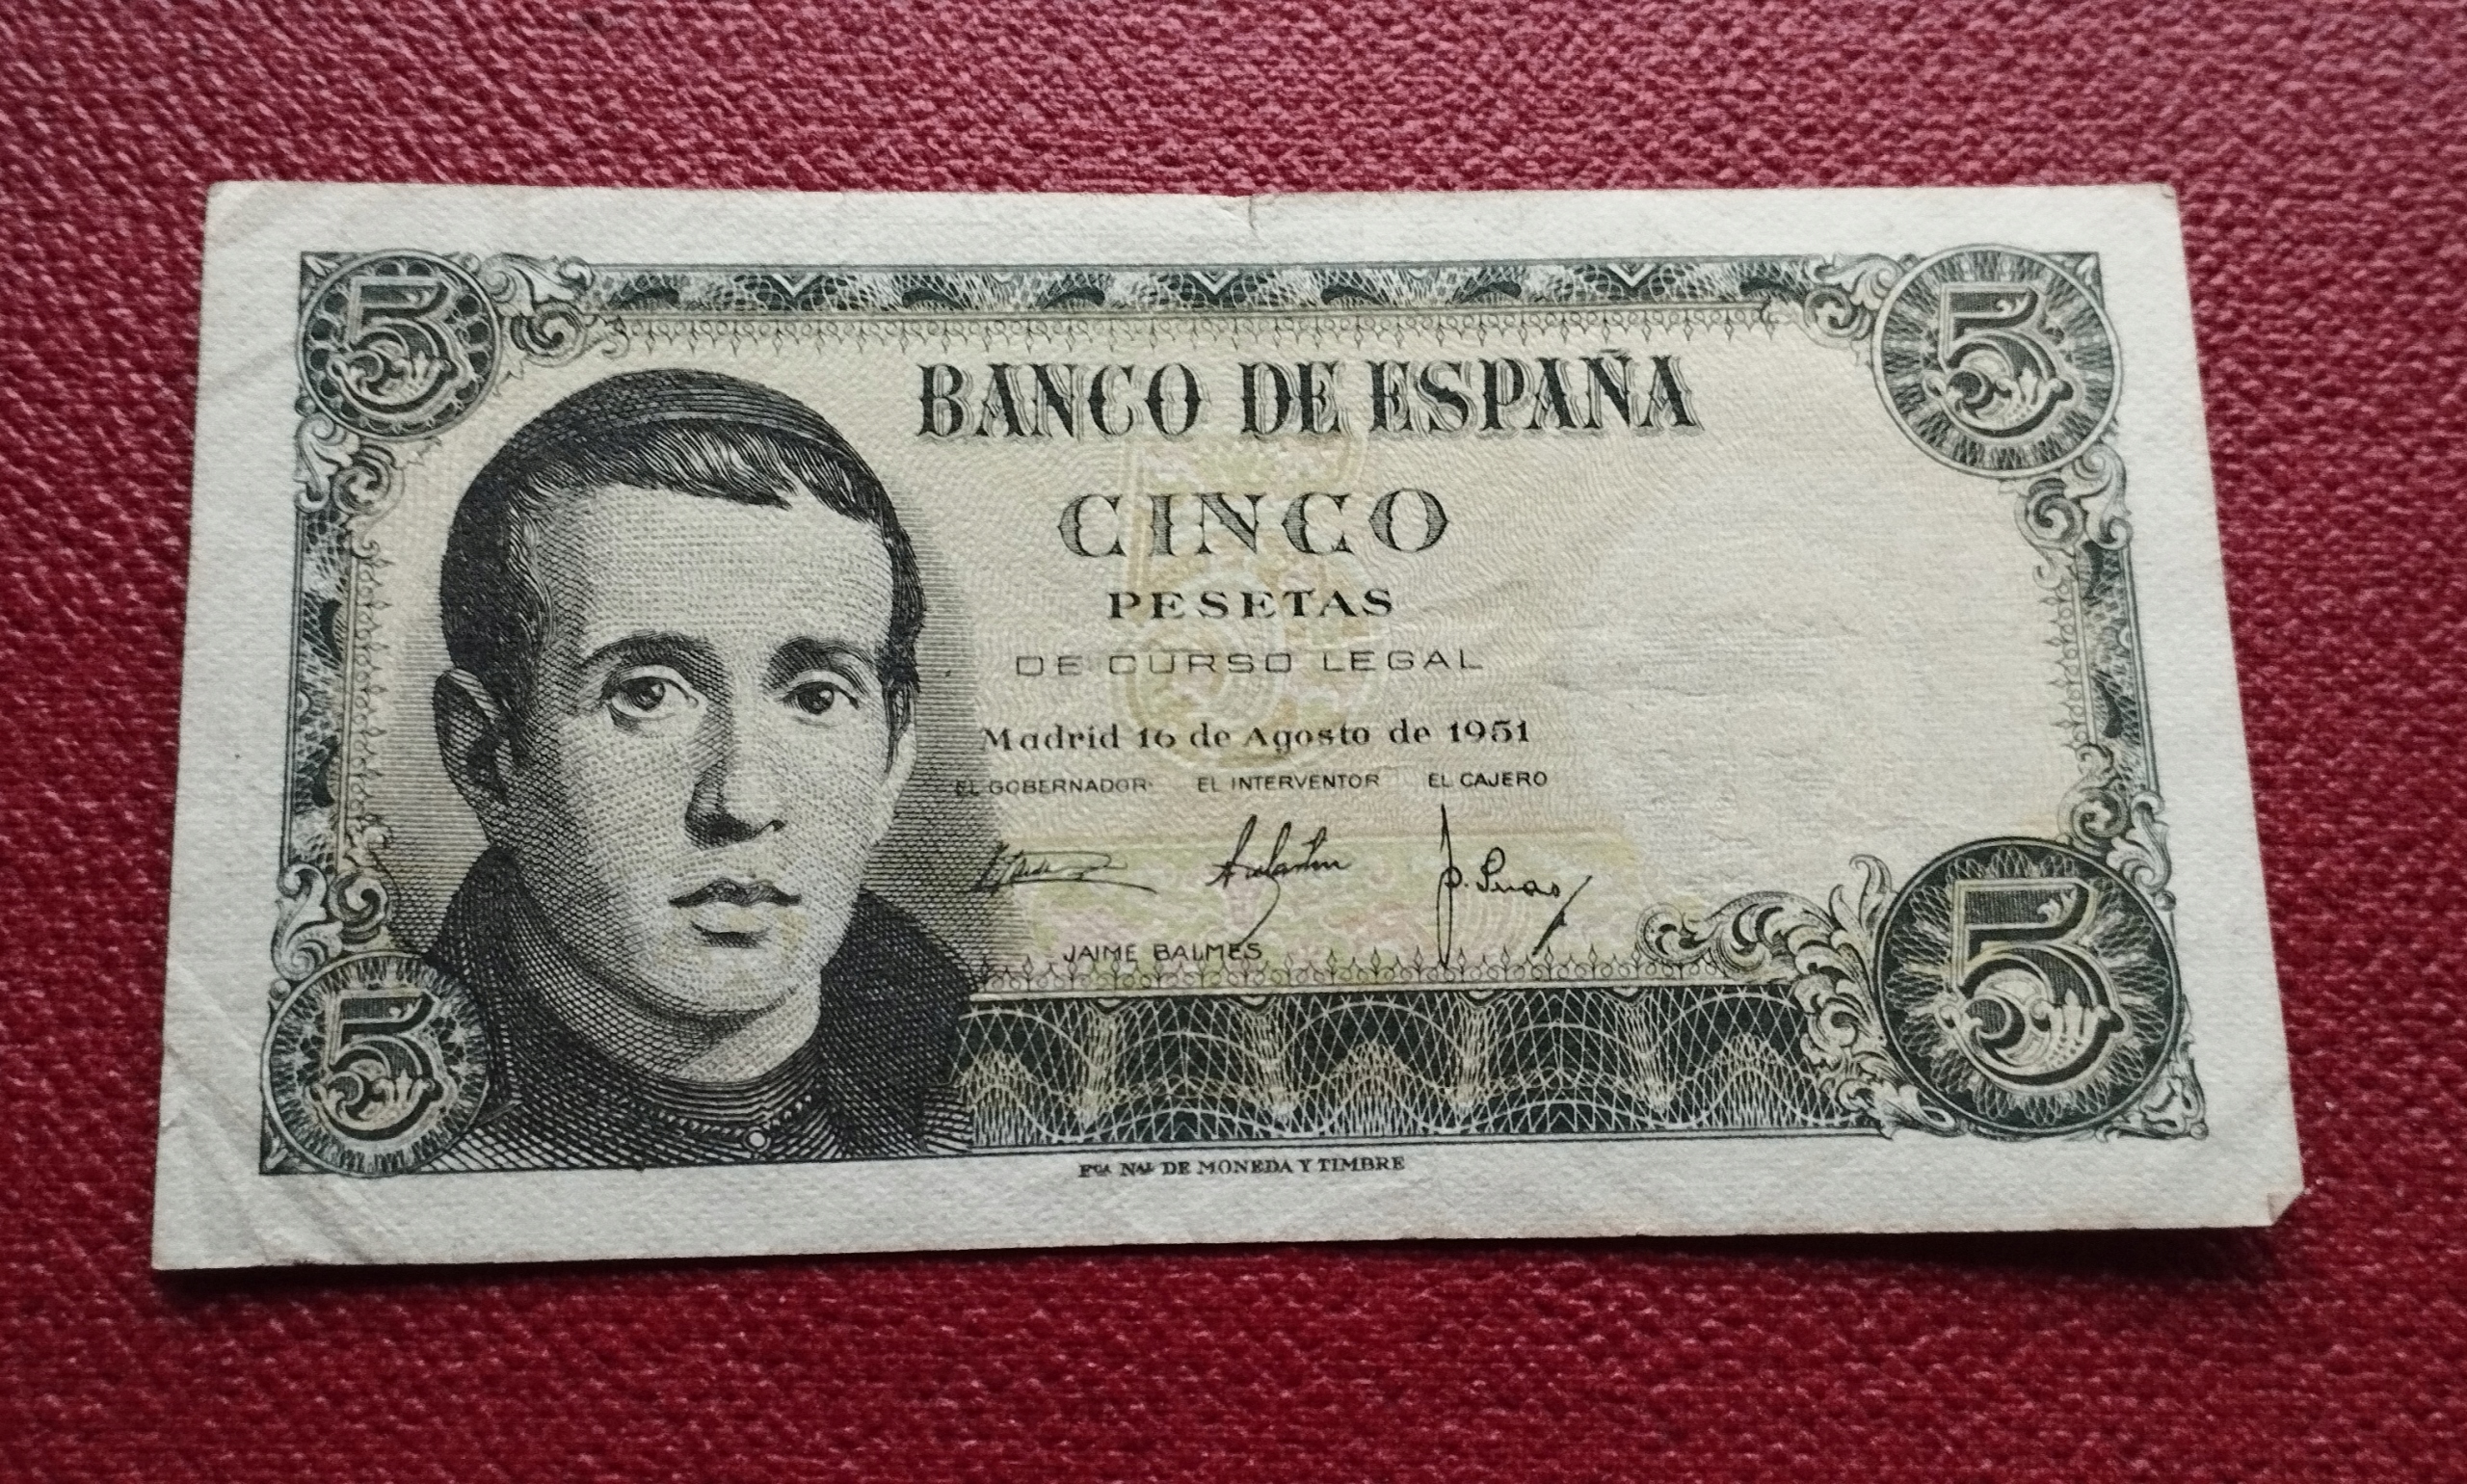 5 5
BANCO DE ESPAÑA
CINCO
PESETAS
DE CURSO LEGAL
Madrid 16 de Agosto de 1951
EL GOBERNADOR· EL INTERVENTOR EL CAJERO
JAIME BALMES
5 5
Fca NAL DE MONEDA Y TIMBRE